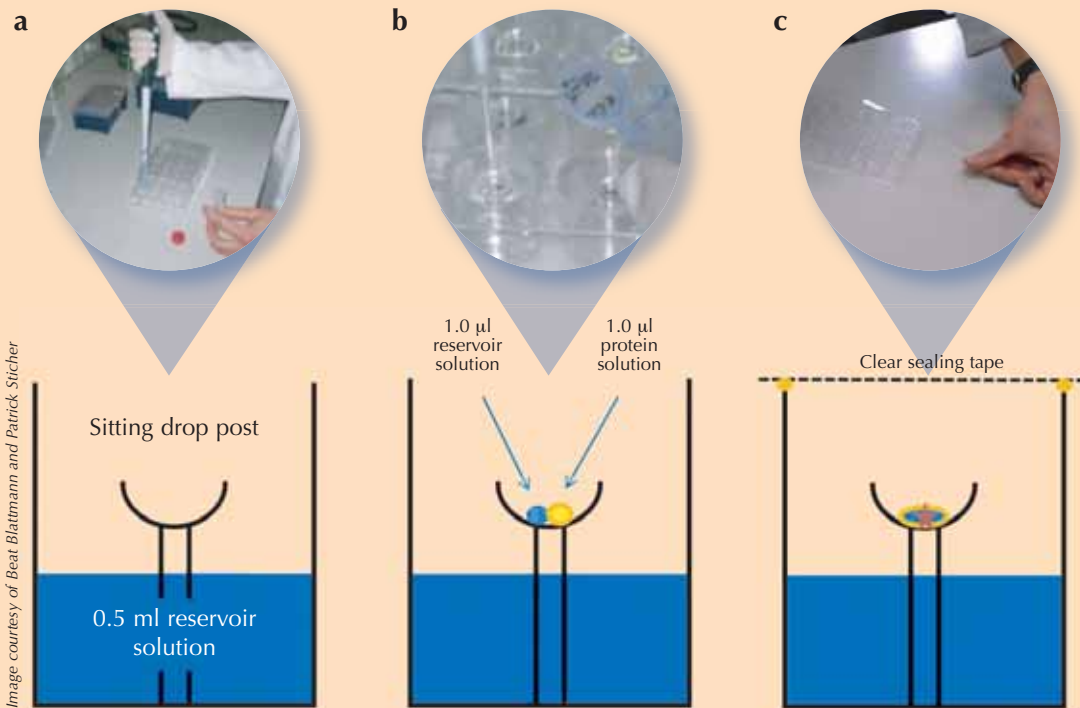 a
b
c
1.0 µl
reservoir
solution
1.0 µl
protein
solution
Clear sealing tape
Sitting drop post
0.5 ml reservoir
solution
Image courtesy of Beat Blattmann and Patrick Sticher